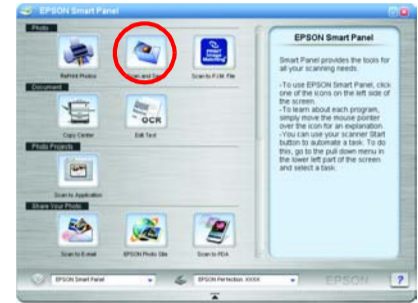 EPSON Smart Panel
Photo
EPSON Smart Panel
PRINT
Image
Matching
Reprint Photos
Scan and Save
Scan to P.I.M. File
Document
OCR
Copy Center
Edit Text
Photo Projects
Scan to Application
Share Your Photo
Scan to E-mail
EPSON Photo Site
Scan to PDA
Smart Panel provides the tools for
all your scanning needs.
-To use EPSON Smart Panel, click
one of the icons on the left side of
the screen.
-To learn about each program,
simply move the mouse pointer
over the icon for an explanation.
-You can use your scanner Start
button to automate a task. To do
this, go to the pull down menu in
the lower left part of the screen
and select a task.
EPSON Smart Panel
EPSON Perfection XXXX
EPSON
?